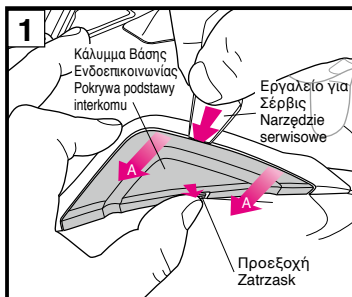 1
Κάλυμμα Βάσης
Ενδοεπικοινωνίας
Pokrywa podstawy
interkomu
Εργαλείο για
Σέρβις
Narzędzie
serwisowe
A
A
Προεξοχή
Zatrzask